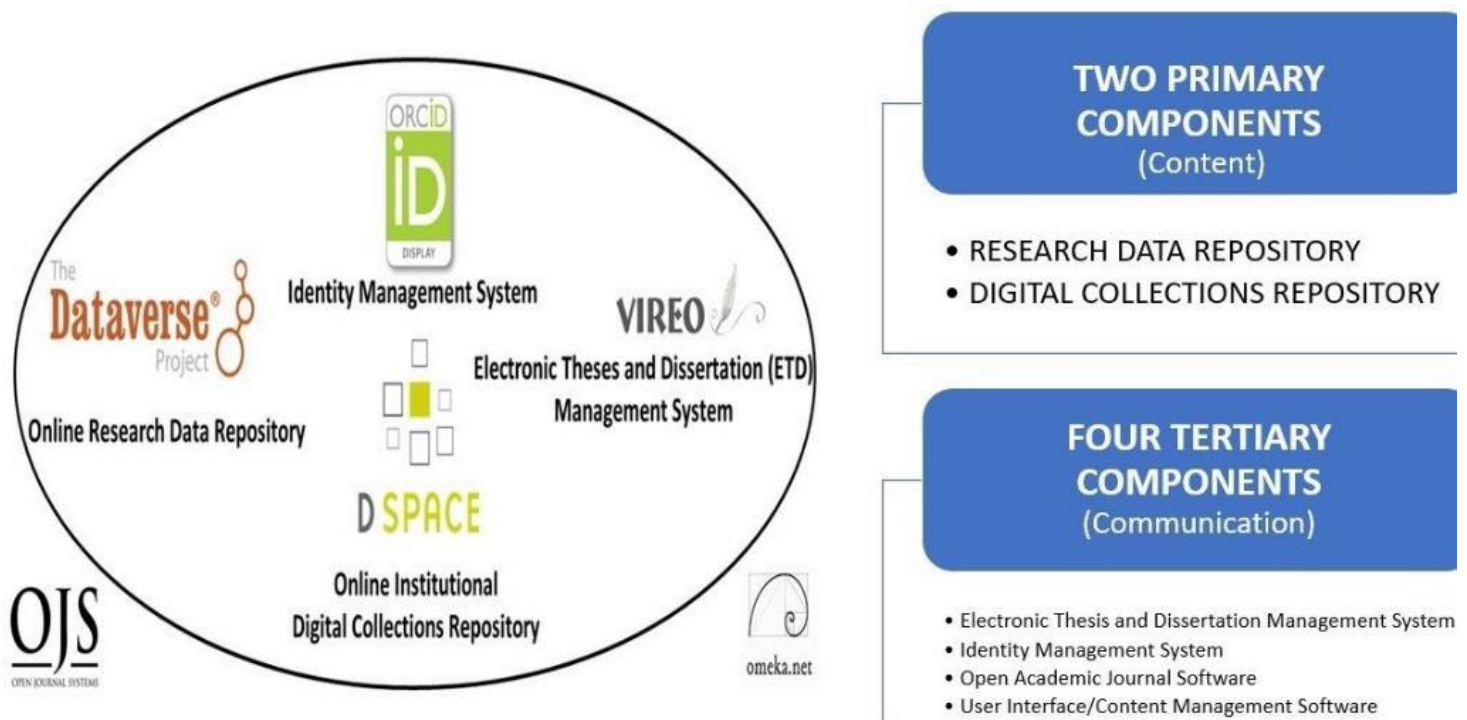 ORCID
iD
DISPLAY
Identity Management System
The
Dataverse®
Project
Online Research Data Repository
VIREO
Electronic Theses and Dissertation (ETD)
Management System
D SPACE
Online Institutional
Digital Collections Repository
OJS
OPEN JOURNAL SYSTEMS
omeka.net
TWO PRIMARY
COMPONENTS
(Content)
• RESEARCH DATA REPOSITORY
• DIGITAL COLLECTIONS REPOSITORY
FOUR TERTIARY
COMPONENTS
(Communication)
• Electronic Thesis and Dissertation Management System
• Identity Management System
• Open Academic Journal Software
• User Interface/Content Management Software